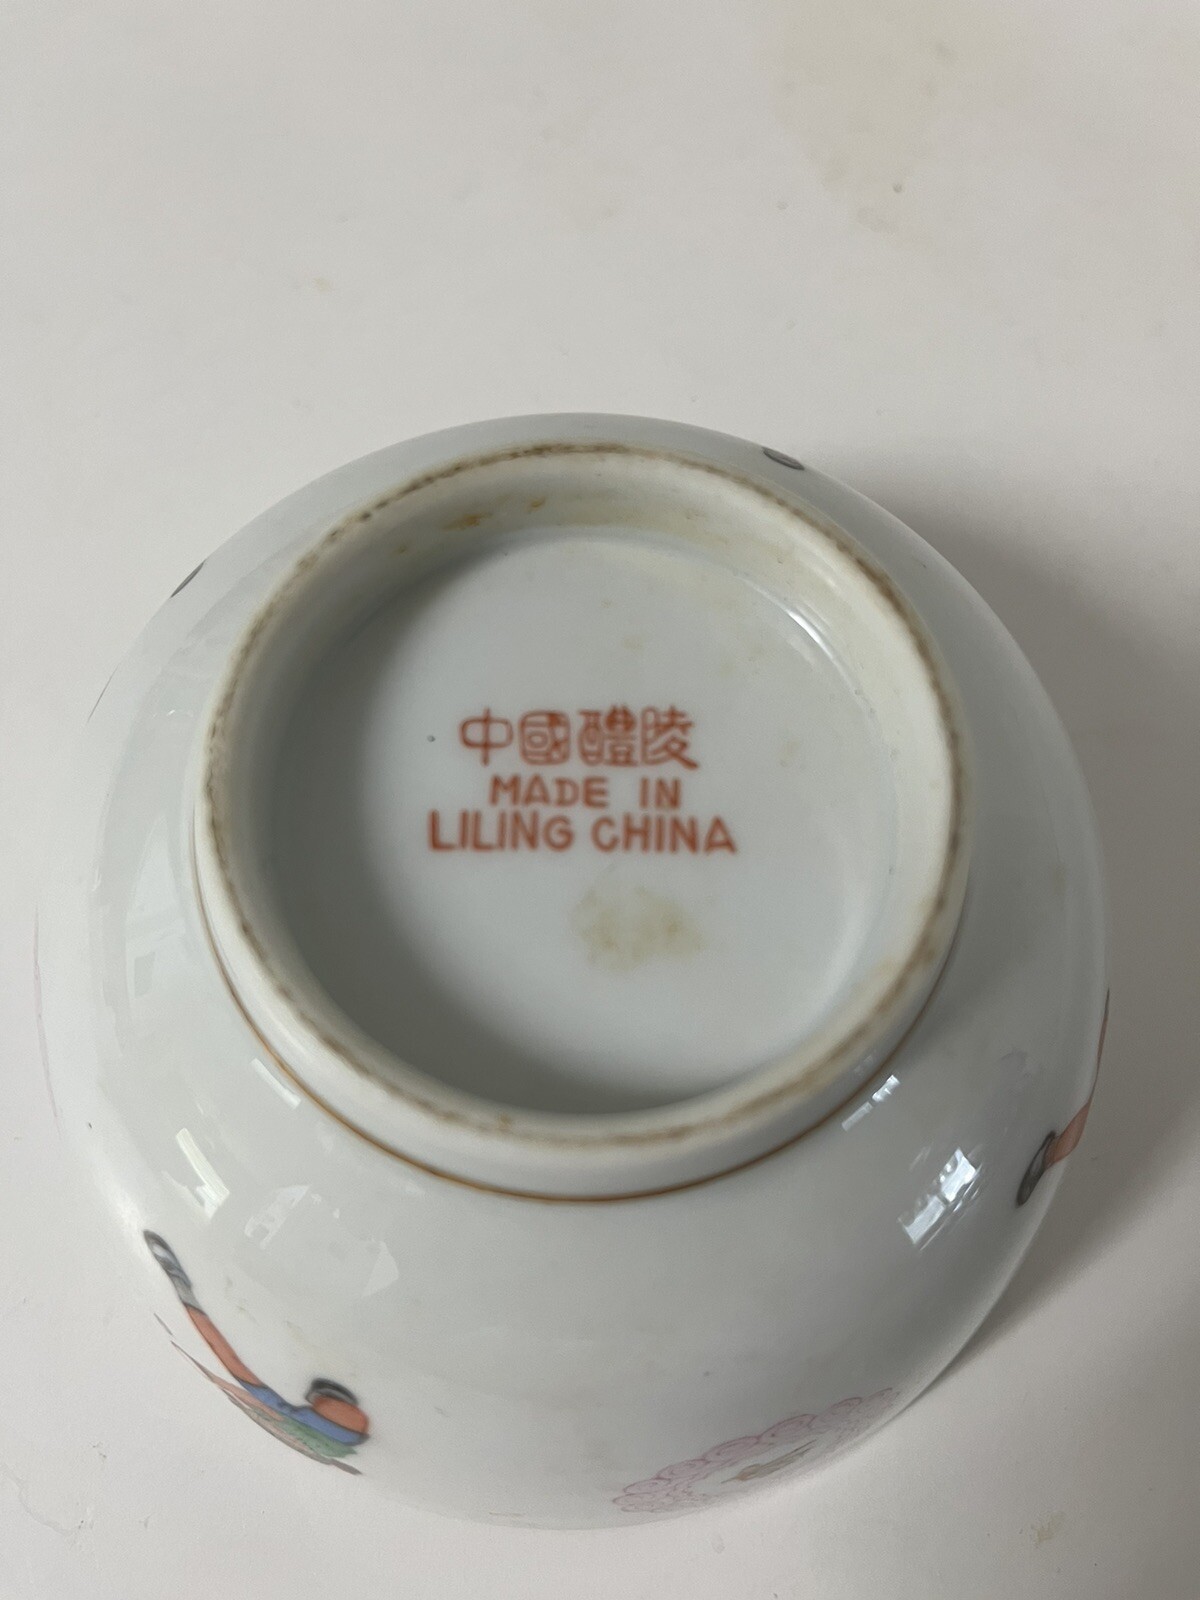 中國醴陵
MADE IN
LILING CHINA